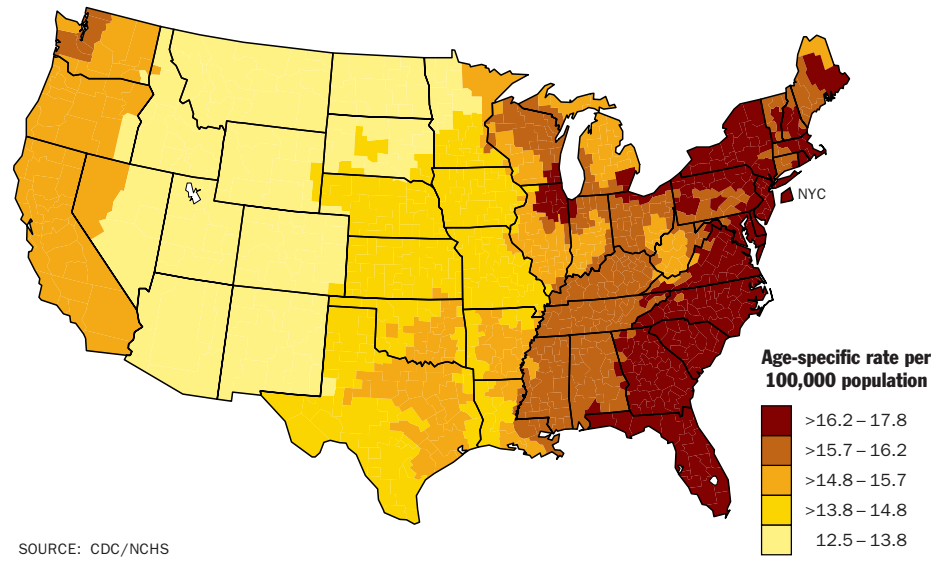 NYC
Age-specific rate per
100,000 population
>16.2 – 17.8
>15.7 – 16.2
>14.8 – 15.7
>13.8 – 14.8
12.5 – 13.8
SOURCE: CDC/NCHS